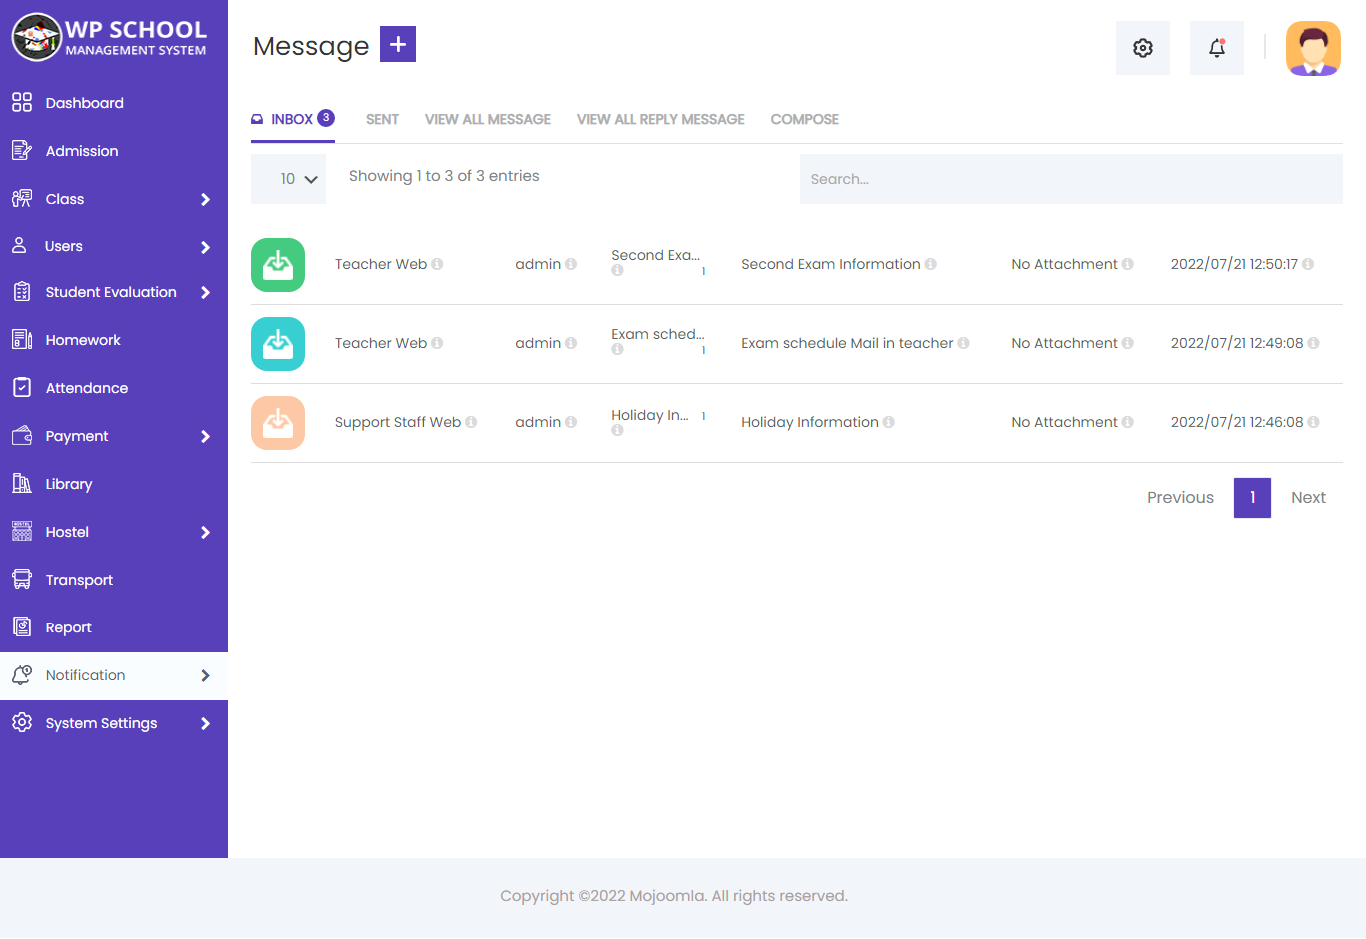 WP SCHOOL
MANAGEMENT SYSTEM
Dashboard
Admission
Class
Users
Student Evaluation
Homework
Attendance
Payment
Library
Hostel
Transport
Report
Notification
System Settings
Message +
INBOX 3 SENT VIEW ALL MESSAGE VIEW ALL REPLY MESSAGE COMPOSE
10 Showing 1 to 3 of 3 entries Search...
Teacher Web admin Second Exa... 1 Second Exam Information No Attachment 2022/07/21 12:50:17
Teacher Web admin Exam sched... 1 Exam schedule Mail in teacher No Attachment 2022/07/21 12:49:08
Support Staff Web admin Holiday In... 1 Holiday Information No Attachment 2022/07/21 12:46:08
Previous 1 Next
Copyright ©2022 Mojoomla. All rights reserved.